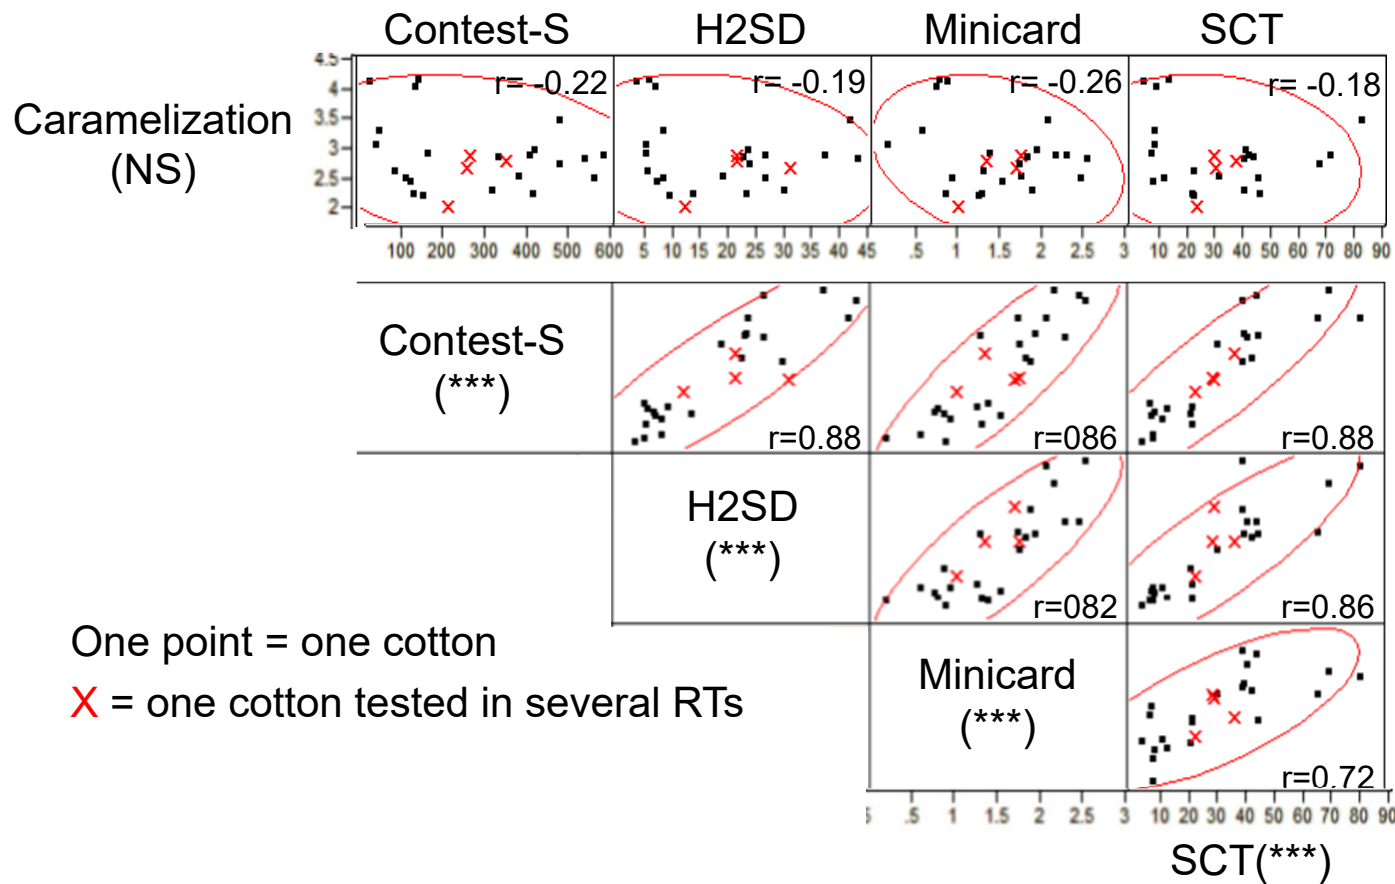 Contest-S H2SD Minicard SCT
Caramelization
(NS)
4.5
4
3.5
3
2.5
2
r= -0.22 r= -0.19 r= -0.26 r= -0.18
100 200 300 400 500 600 5 10 15 20 25 30 35 40 45 .5 1 1.5 2 2.5 3 10 20 30 40 50 60 70 80 90
Contest-S
(***)
r=0.88 r=086 r=0.88
H2SD
(***)
r=082 r=0.86
One point = one cotton
X = one cotton tested in several RTs
Minicard
(***)
r=0.72
.5 1 1.5 2 2.5 3 10 20 30 40 50 60 70 80 90
SCT(***)